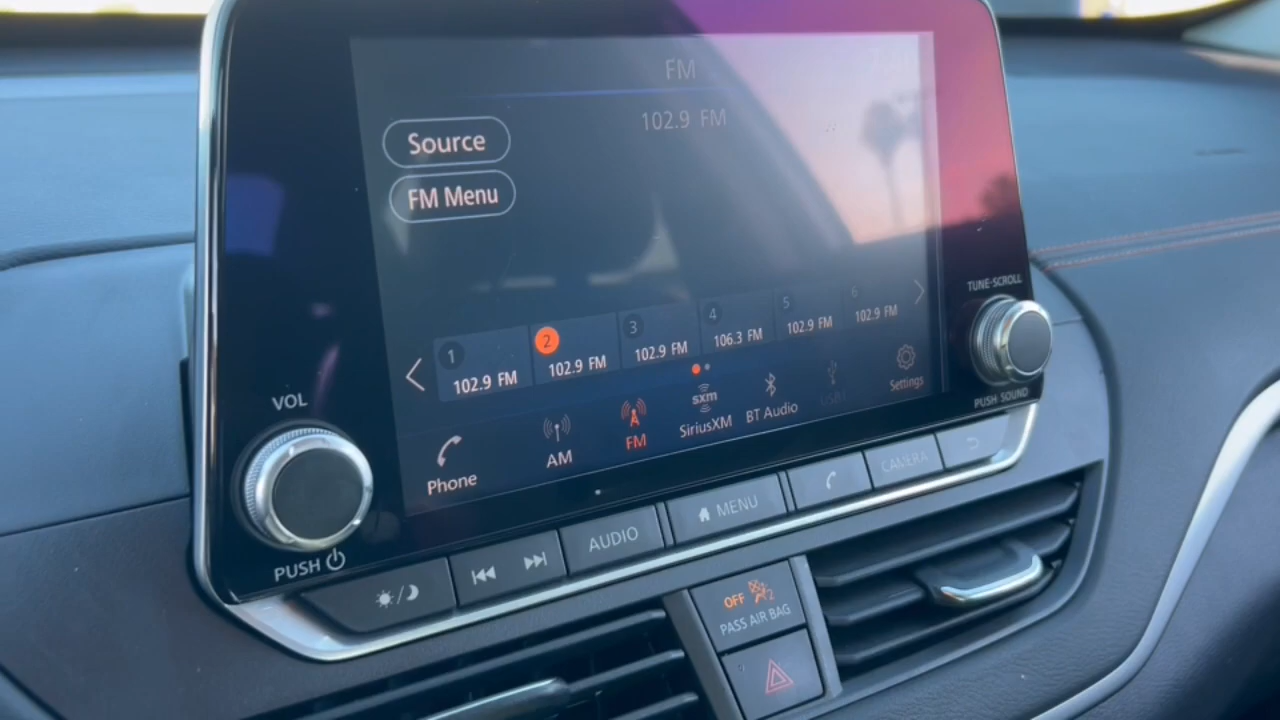 FM
102.9 FM
Source
FM Menu
1
102.9 FM
2
102.9 FM
3
102.9 FM
4
106.3 FM
5
102.9 FM
6
102.9 FM
Phone
AM
FM
sxm
SiriusXM
BT Audio
USB1
Settings
VOL
PUSH
TUNE·SCROLL
PUSH SOUND
AUDIO
MENU
CAMERA
OFF 2
PASS AIR BAG